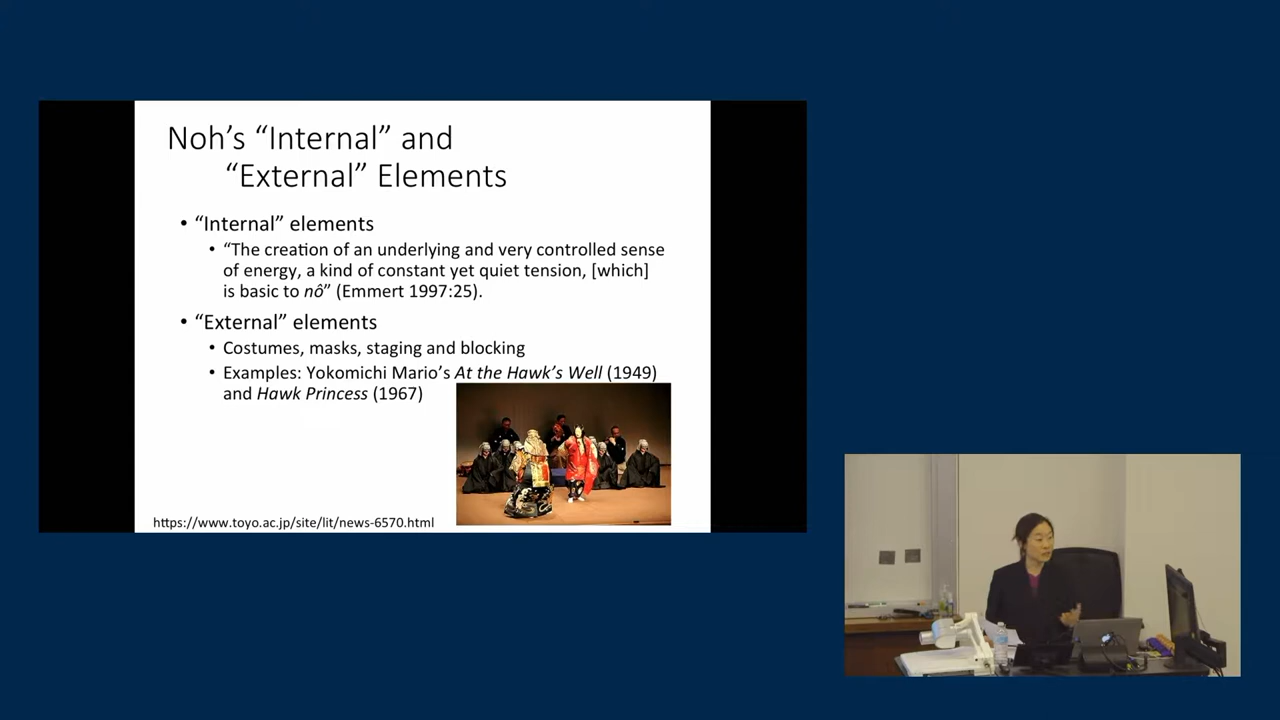 Noh’s “Internal” and
“External” Elements
• “Internal” elements
• “The creation of an underlying and very controlled sense
of energy, a kind of constant yet quiet tension, [which]
is basic to nô” (Emmert 1997:25).
• “External” elements
• Costumes, masks, staging and blocking
• Examples: Yokomichi Mario’s At the Hawk’s Well (1949)
and Hawk Princess (1967)
https://www.toyo.ac.jp/site/lit/news-6570.html